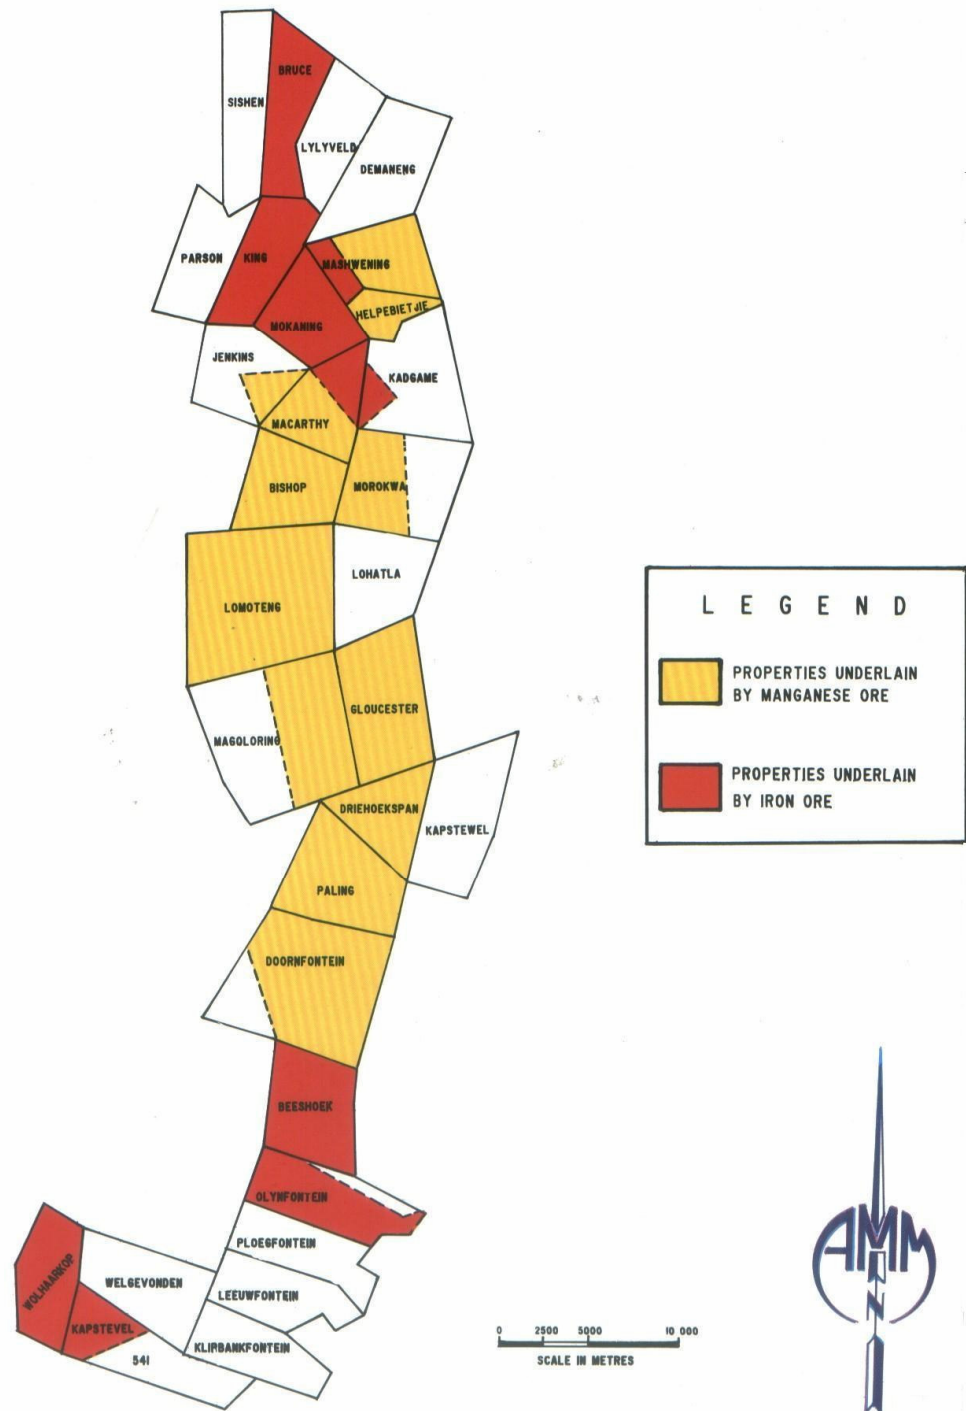 BRUCE
SISHEN
LYLYVELD
DEMANENG
PARSON
KING
MASHWENING
HELPEBIETJIE
MOKANING
JENKINS
KADGAME
MACARTHY
BISHOP
MOROKWA
LOHATLA
LOMOTENG
GLOUCESTER
MAGOLORING
DRIEHOEKSPAN
KAPSTEWEL
PALING
DOORNFONTEIN
BEESHOEK
OLYNFONTEIN
PLOEGFONTEIN
WOLHAARKOP
WELGEVONDEN
LEEUWFONTEIN
KAPSTEVEL
KLIPBANKFONTEIN
541
LEGEND
PROPERTIES UNDERLAIN
BY MANGANESE ORE
PROPERTIES UNDERLAIN
BY IRON ORE
0 2500 5000 10 000
SCALE IN METRES
AMM
N